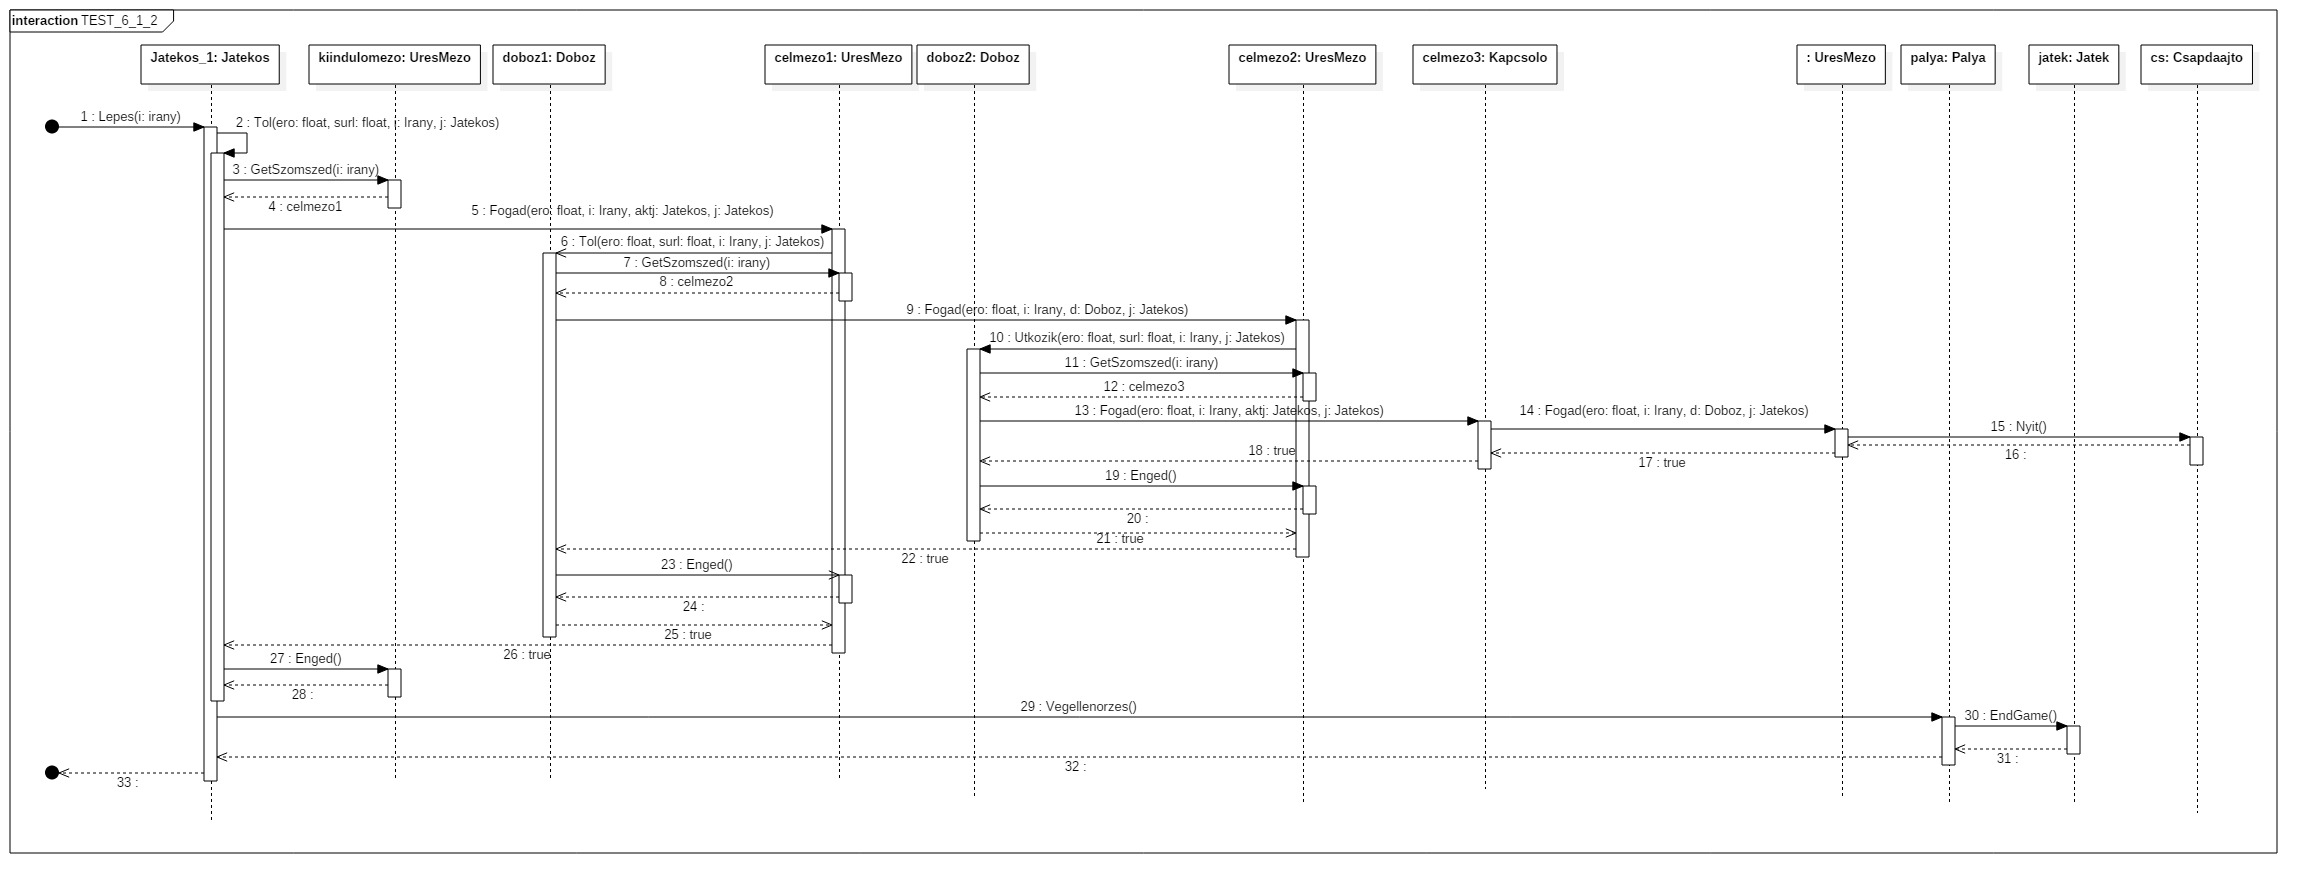 interaction TEST_6_1_2
Jatekos_1: Jatekos
kiindulomezo: UresMezo
doboz1: Doboz
celmezo1: UresMezo
doboz2: Doboz
celmezo2: UresMezo
celmezo3: Kapcsolo
: UresMezo
palya: Palya
jatek: Jatek
cs: Csapdaajto
1 : Lepes(i: irany)
2 : Tol(ero: float, surl: float, i: Irany, j: Jatekos)
3 : GetSzomszed(i: irany)
4 : celmezo1
5 : Fogad(ero: float, i: Irany, aktj: Jatekos, j: Jatekos)
6 : Tol(ero: float, surl: float, i: Irany, j: Jatekos)
7 : GetSzomszed(i: irany)
8 : celmezo2
9 : Fogad(ero: float, i: Irany, d: Doboz, j: Jatekos)
10 : Utkozik(ero: float, surl: float, i: Irany, j: Jatekos)
11 : GetSzomszed(i: irany)
12 : celmezo3
13 : Fogad(ero: float, i: Irany, aktj: Jatekos, j: Jatekos)
14 : Fogad(ero: float, i: Irany, d: Doboz, j: Jatekos)
15 : Nyit()
16 :
17 : true
18 : true
19 : Enged()
20 :
21 : true
22 : true
23 : Enged()
24 :
25 : true
26 : true
27 : Enged()
28 :
29 : Vegellenorzes()
30 : EndGame()
31 :
32 :
33 :